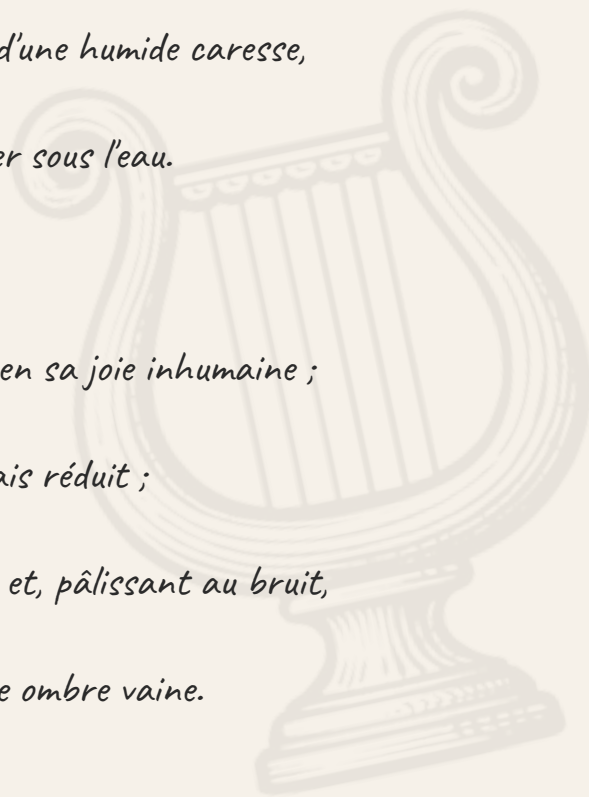 d'une humide caresse,
er sous l'eau.
en sa joie inhumaine ;
ais réduit ;
et, pâlissant au bruit,
e ombre vaine.